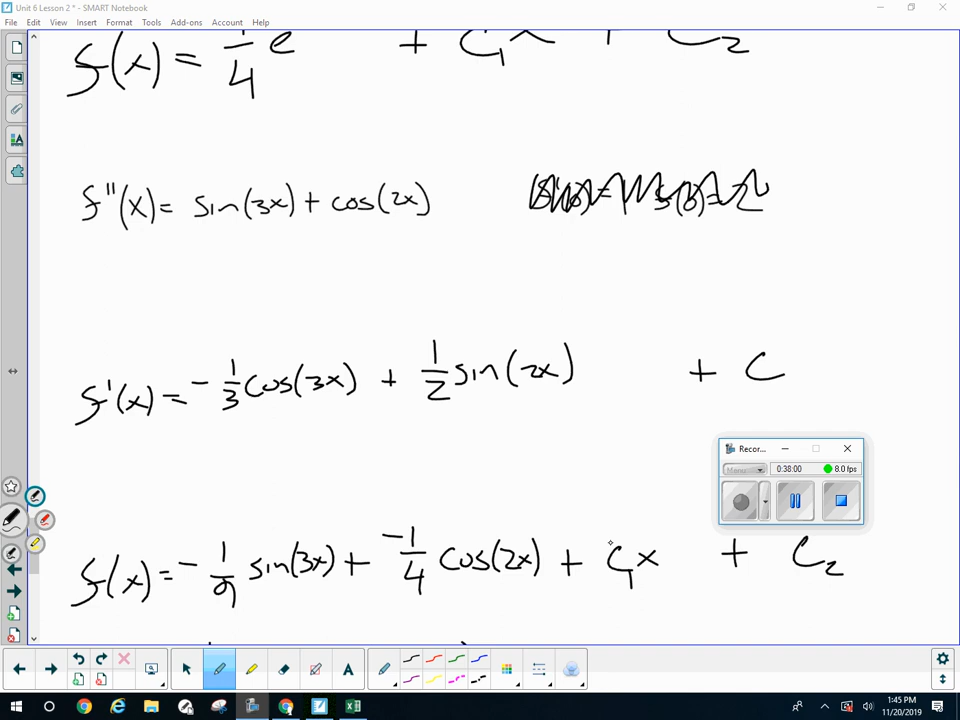 Unit 6 Lesson 2 * - SMART Notebook
File Edit View Insert Format Tools Add-ons Account Help
f(x) = 1/4 e + C₁x + C₂
f''(x) = sin(3x) + cos(2x)
f'(x) = -1/3 cos(3x) + 1/2 sin(2x) + C
Recor...
Menu 0:38:00 8.0 fps
f(x) = -1/9 sin(3x) + -1/4 cos(2x) + C₁x + C₂
A
1:45 PM
11/20/2019